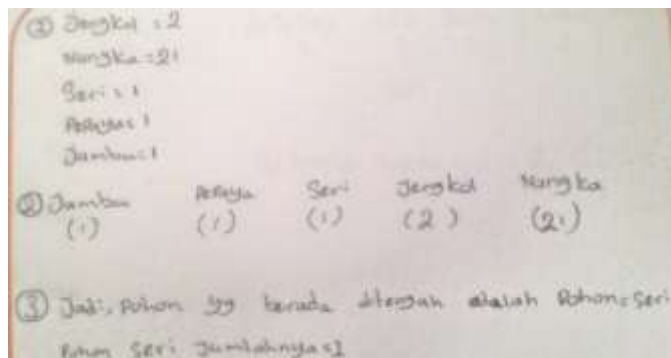 ① Jengkol : 2
Nangka = 21
Seri = 1
Pepaya = 1
Jambu = 1
② Jambu Pepaya Seri Jengkol Nangka
(1) (1) (1) (2) (21)
③ Jadi, Pohon yg berada ditengah adalah Pohon = Seri
Pohon Seri Jumlahnya = 1